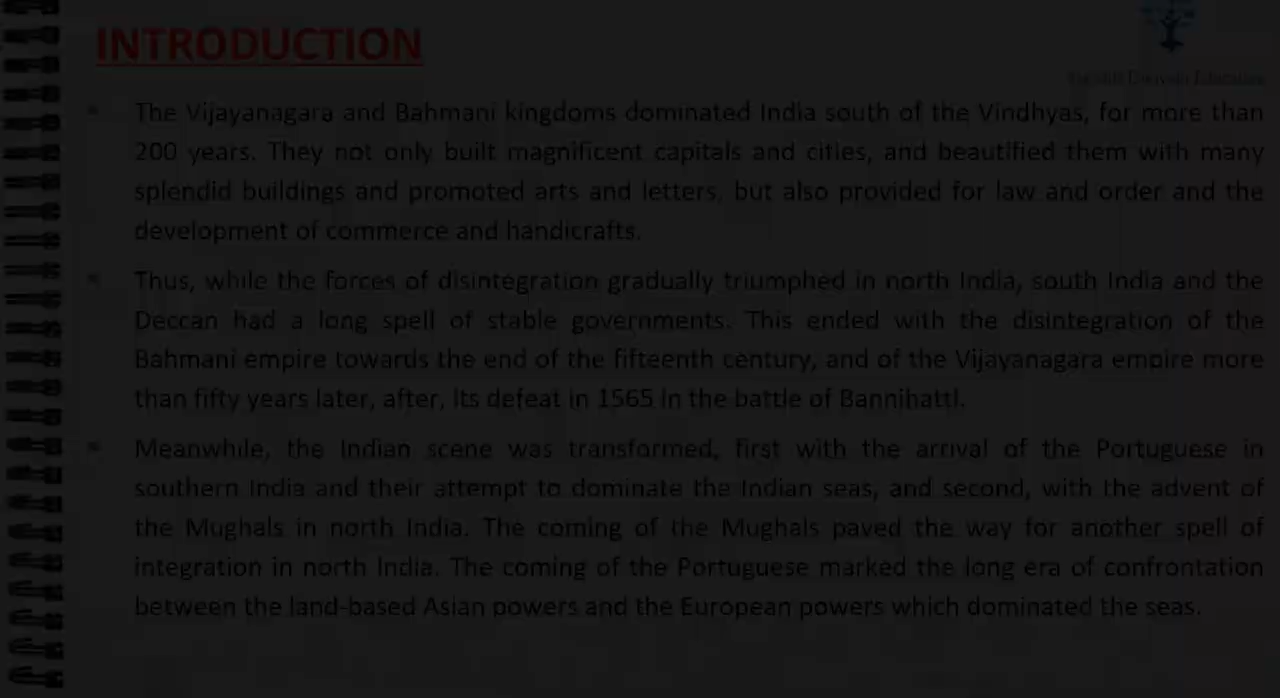 INTRODUCTION
The Vijayanagara and Bahmani kingdoms dominated India south of the Vindhyas, for more than
200 years. They not only built magnificent capitals and cities, and beautified them with many
splendid buildings and promoted arts and letters, but also provided for law and order and the
development of commerce and handicrafts.
Thus, while the forces of disintegration gradually triumphed in north India, south India and the
Deccan had a long spell of stable governments. This ended with the disintegration of the
Bahmani empire towards the end of the fifteenth century, and of the Vijayanagara empire more
than fifty years later, after, its defeat in 1565 in the battle of Bannihatti.
Meanwhile, the Indian scene was transformed, first with the arrival of the Portuguese in
southern India and their attempt to dominate the Indian seas, and second, with the advent of
the Mughals in north India. The coming of the Mughals paved the way for another spell of
integration in north India. The coming of the Portuguese marked the long era of confrontation
between the land-based Asian powers and the European powers which dominated the seas.